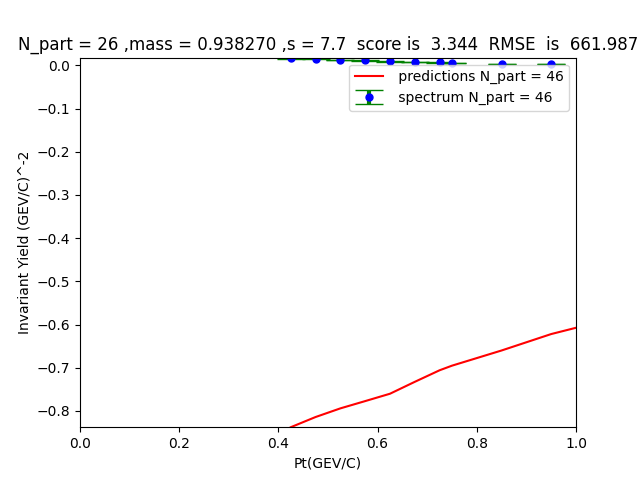 N_part = 26 ,mass = 0.938270 ,s = 7.7  score is  3.344  RMSE  is  661.987
predictions N_part = 46
spectrum N_part = 46
Invariant Yield (GEV/C)^-2
0.0
−0.1
−0.2
−0.3
−0.4
−0.5
−0.6
−0.7
−0.8
0.0 0.2 0.4 0.6 0.8 1.0
Pt(GEV/C)